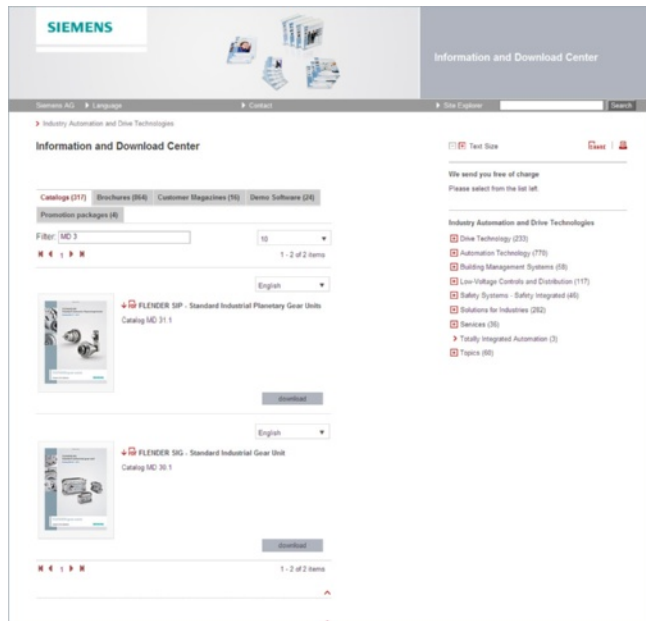 SIEMENS
Information and Download Center
Siemens AG
Language
Contact
Site Explorer
Search
Industry Automation and Drive Technologies
Information and Download Center
Text Size
We send you free of charge
Please select from the list left.
Catalogs (317)
Brochures (864)
Customer Magazines (16)
Demo Software (24)
Promotion packages (4)
Filter: MD 3
10
1
1 - 2 of 2 items
English
FLENDER SIP - Standard Industrial Planetary Gear Units
Catalog MD 31.1
download
English
FLENDER SIG - Standard Industrial Gear Unit
Catalog MD 30.1
download
1
1 - 2 of 2 items
Industry Automation and Drive Technologies
Drive Technology (233)
Automation Technology (779)
Building Management Systems (58)
Low-Voltage Controls and Distribution (117)
Safety Systems - Safety Integrated (46)
Solutions for Industries (262)
Services (36)
Totally Integrated Automation (3)
Topics (60)